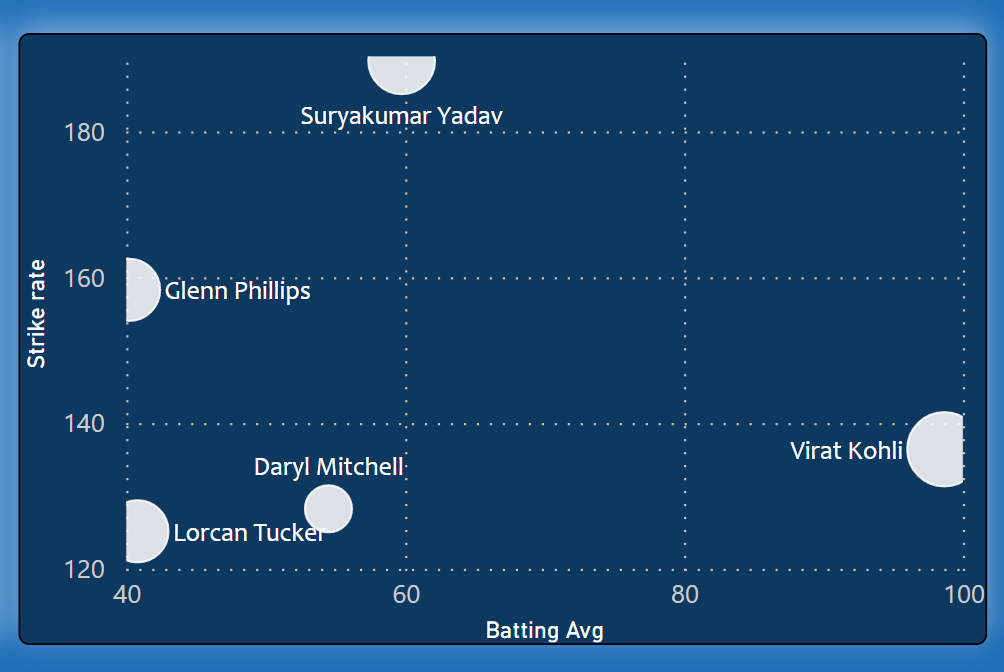 Suryakumar Yadav
180
Strike rate
160
Glenn Phillips
140
Virat Kohli
Daryl Mitchell
Lorcan Tucker
120
40
60
80
100
Batting Avg